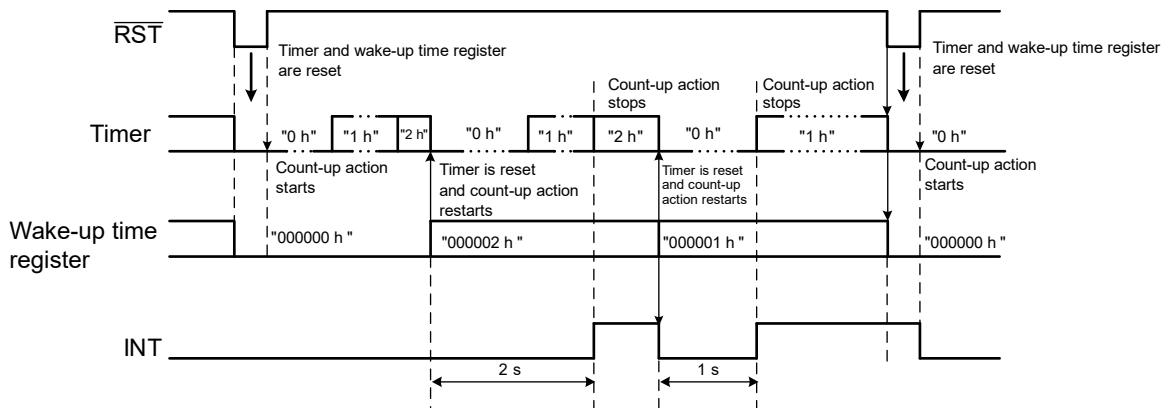 RST
Timer and wake-up time register
are reset
Timer and wake-up time register
are reset
Count-up action
stops
Count-up action
stops
Timer
"0 h"
"1 h"
"2 h"
"0 h"
"1 h"
"2 h"
"0 h"
"1 h"
"0 h"
Count-up action
starts
Timer is reset
and count-up action
restarts
Timer is reset
and count-up
action restarts
Count-up action
starts
Wake-up time
register
"000000 h "
"000002 h "
"000001 h "
"000000 h "
INT
2 s
1 s